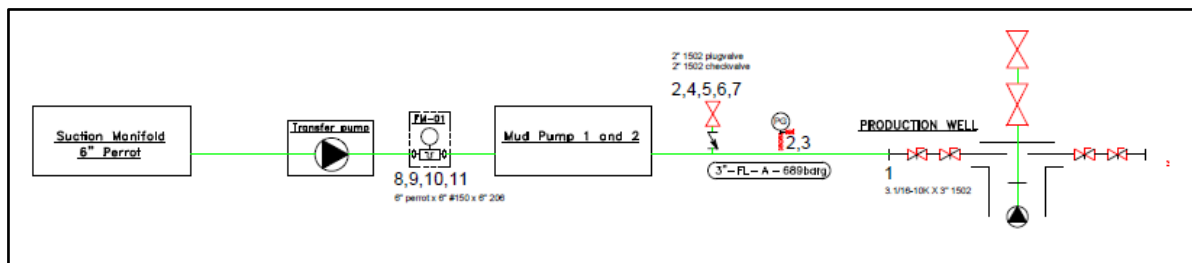 2" 1502 plugvalve
2" 1502 checkvalve
2,4,5,6,7
Suction Manifold
6" Perrot
Transfer pump
FM-01
8,9,10,11
6" perrot x 6" #150 x 6" 206
Mud Pump 1 and 2
PG
2,3
3"-FL-A-689barg
PRODUCTION WELL
1
3.1/16-10K X 3" 1502